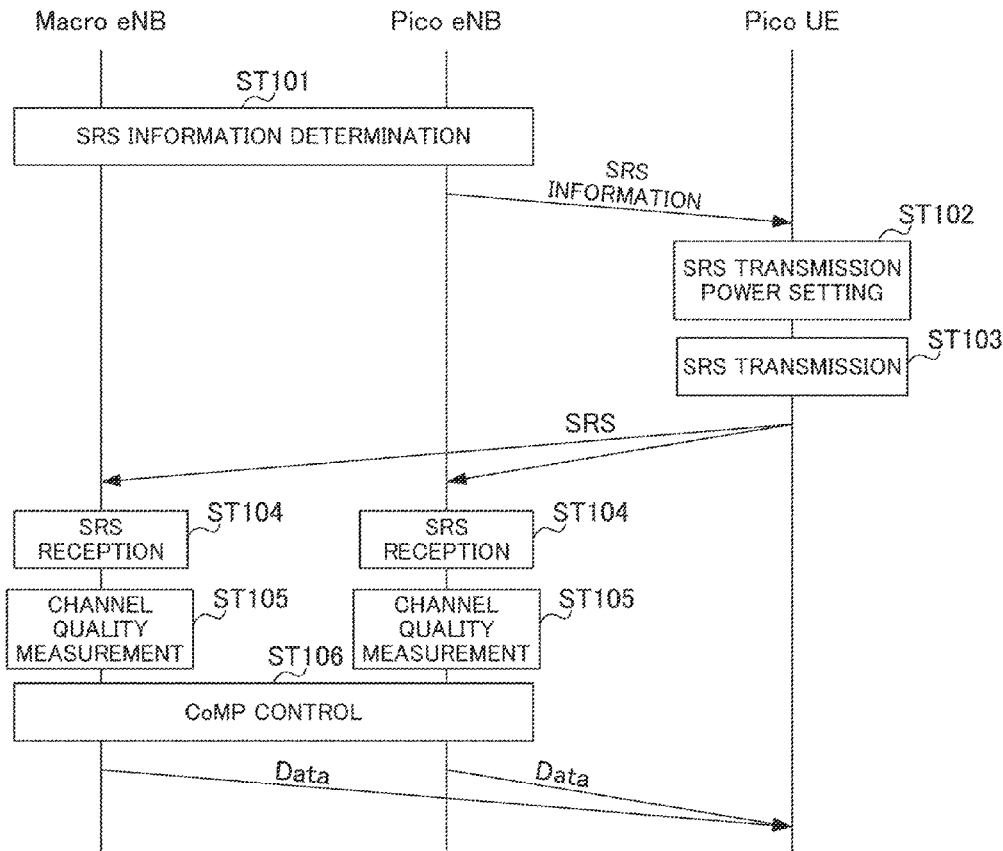 Macro eNB
Pico eNB
Pico UE
ST101
SRS INFORMATION DETERMINATION
SRS
INFORMATION
ST102
SRS TRANSMISSION
POWER SETTING
ST103
SRS TRANSMISSION
SRS
ST104
SRS
RECEPTION
ST104
SRS
RECEPTION
ST105
CHANNEL
QUALITY
MEASUREMENT
ST105
CHANNEL
QUALITY
MEASUREMENT
ST106
CoMP CONTROL
Data
Data